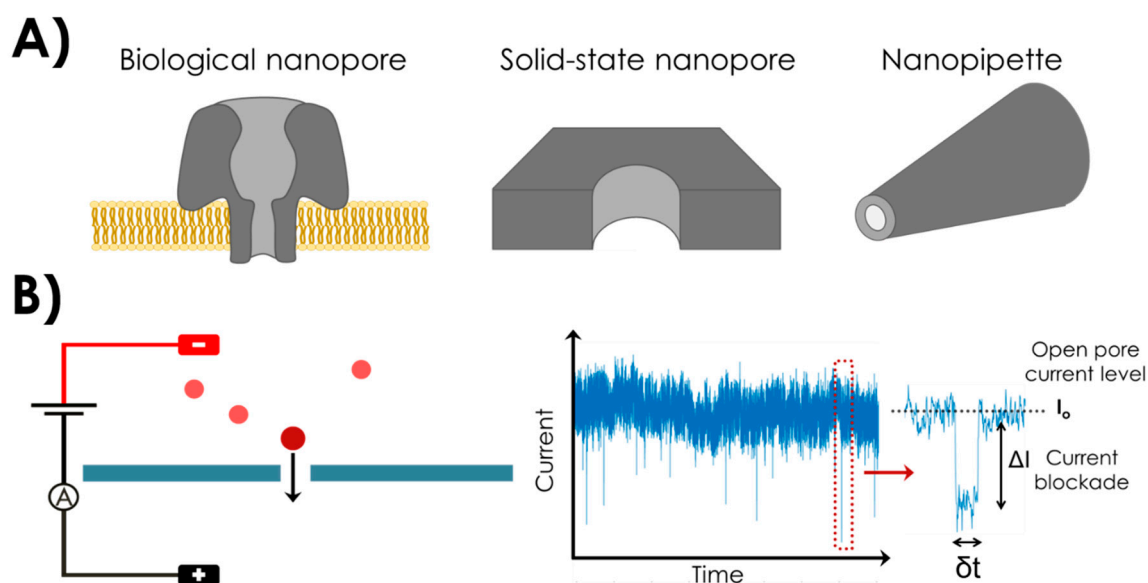 A)
Biological nanopore
Solid-state nanopore
Nanopipette
B)
-
A
+
Current
Time
Open pore
current level
I₀
ΔI
Current
blockade
δt